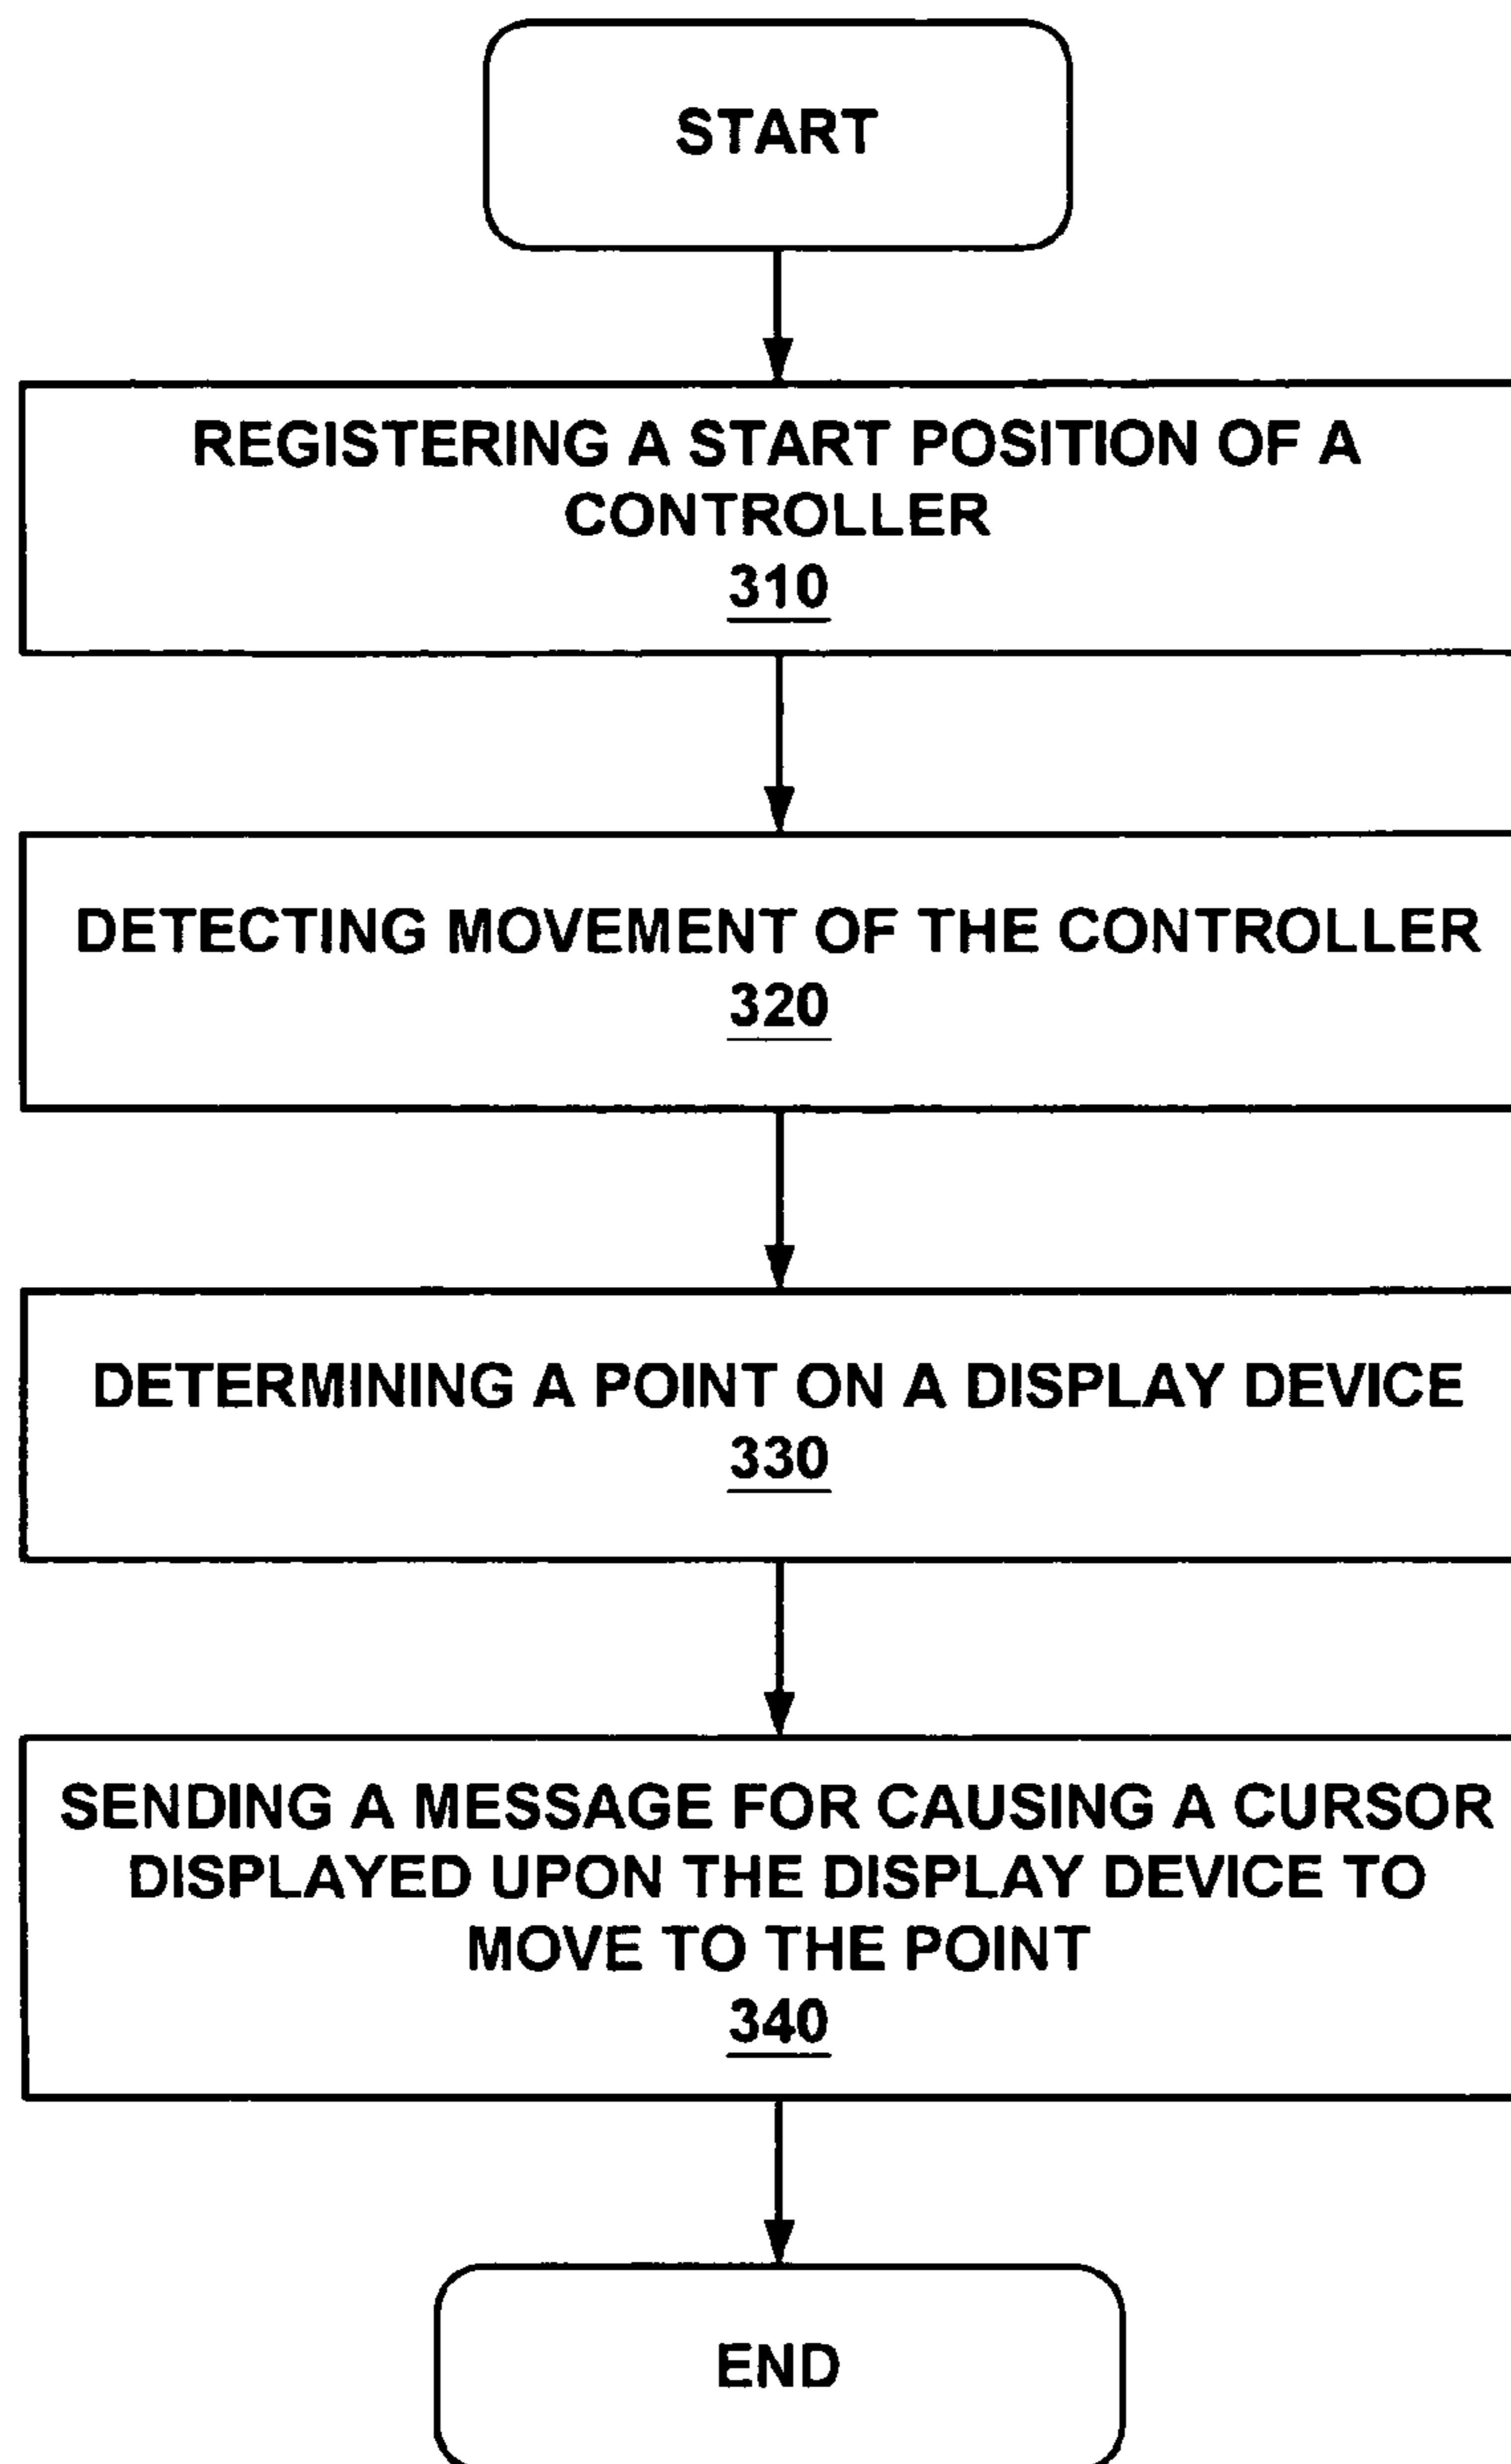 START
REGISTERING A START POSITION OF A
CONTROLLER
310
DETECTING MOVEMENT OF THE CONTROLLER
320
DETERMINING A POINT ON A DISPLAY DEVICE
330
SENDING A MESSAGE FOR CAUSING A CURSOR
DISPLAYED UPON THE DISPLAY DEVICE TO
MOVE TO THE POINT
340
END